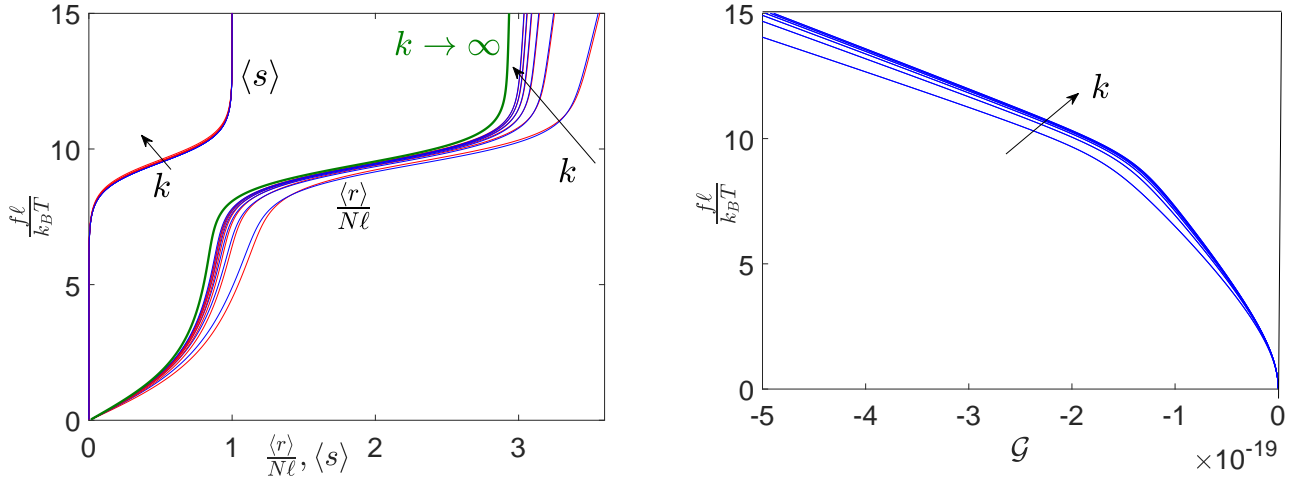 15
10
5
0
fℓ/k_BT
k → ∞
⟨s⟩
k
k
⟨r⟩/Nℓ
0 1 2 3
⟨r⟩/Nℓ, ⟨s⟩
15
10
5
0
fℓ/k_BT
k
-5 -4 -3 -2 -1 0
𝒢
×10^-19